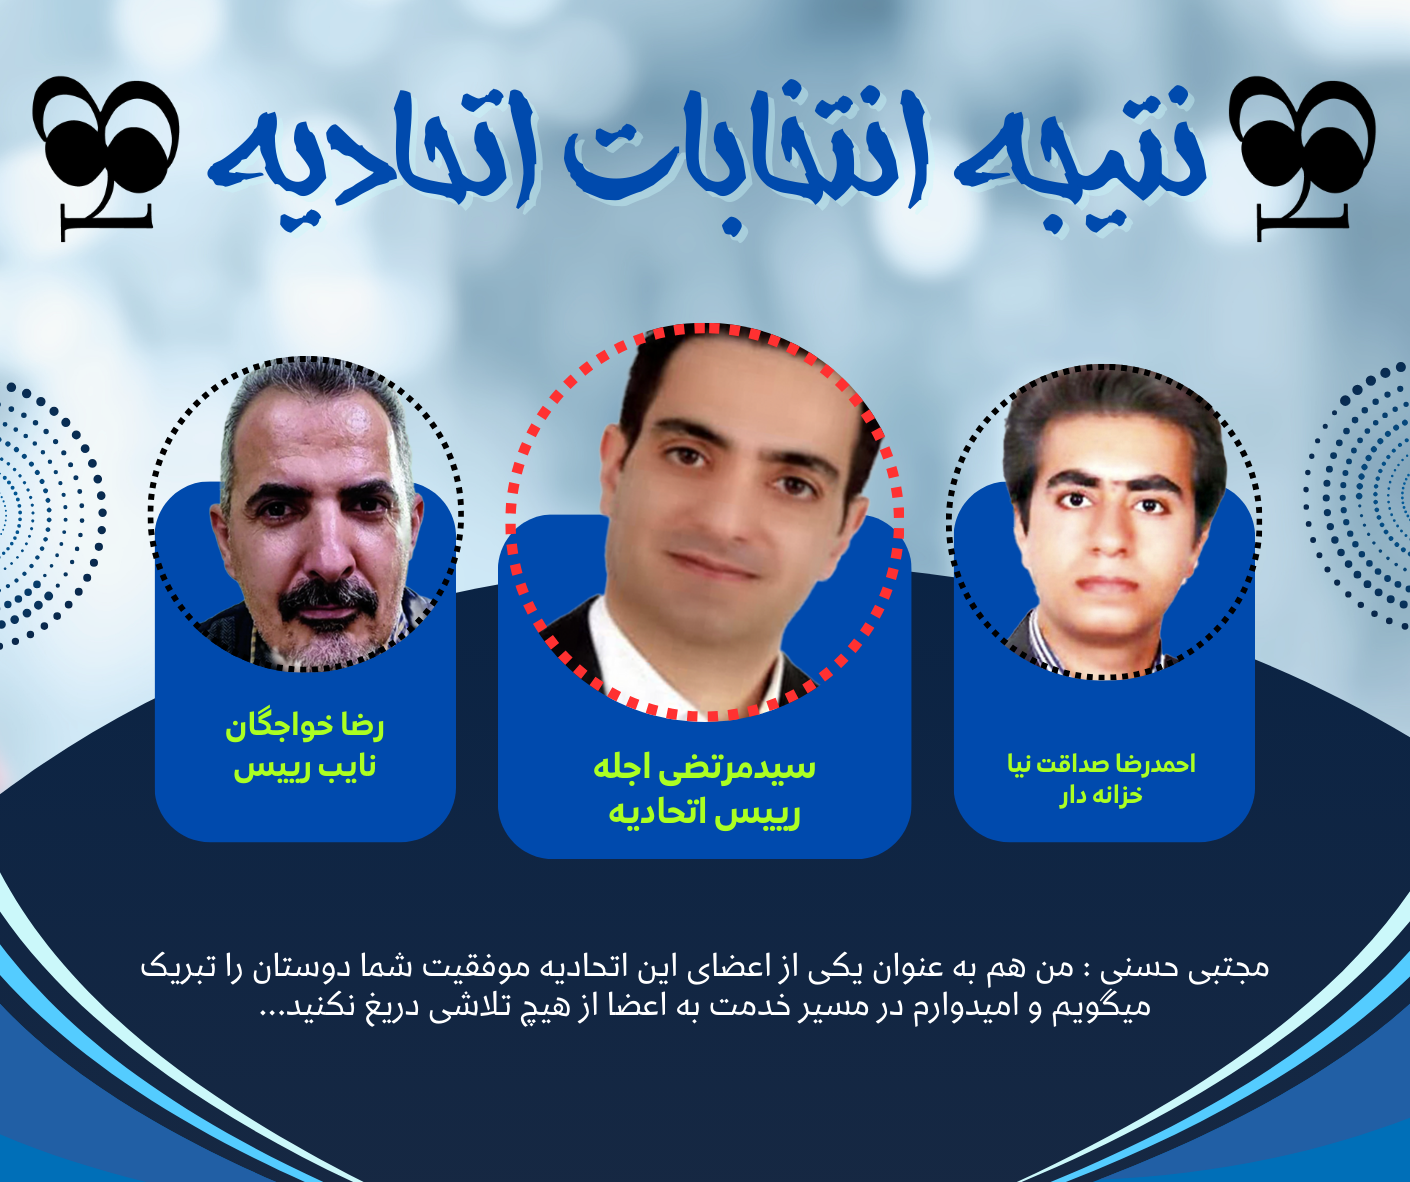 نتیجه انتخابات اتحادیه
احمدرضا صداقت نیا
خزانه دار
سیدمرتضی اجله
رییس اتحادیه
رضا خواجگان
نایب رییس
مجتبی حسنی : من هم به عنوان یکی از اعضای این اتحادیه موفقیت شما دوستان را تبریک
میگویم و امیدوارم در مسیر خدمت به اعضا از هیچ تلاشی دریغ نکنید...